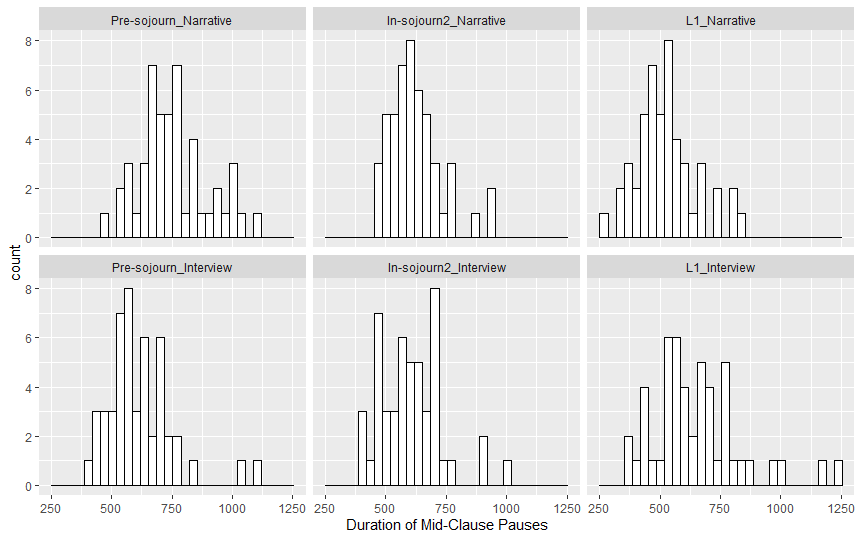 Pre-sojourn_Narrative In-sojourn2_Narrative L1_Narrative
8
6
4
2
0
count
Pre-sojourn_Interview In-sojourn2_Interview L1_Interview
8
6
4
2
0
250 500 750 1000 1250 250 500 750 1000 1250 250 500 750 1000 1250
Duration of Mid-Clause Pauses